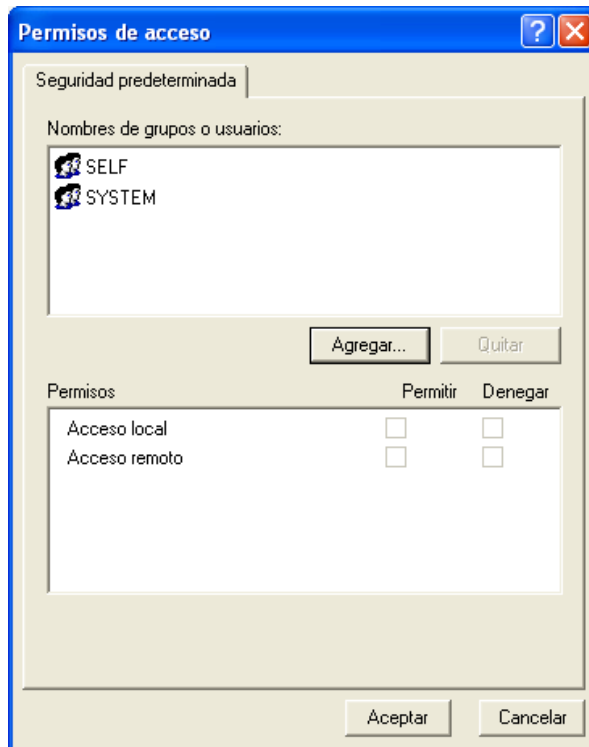 Permisos de acceso
Seguridad predeterminada
Nombres de grupos o usuarios:
SELF
SYSTEM
Agregar... Quitar
Permisos Permitir Denegar
Acceso local
Acceso remoto
Aceptar Cancelar